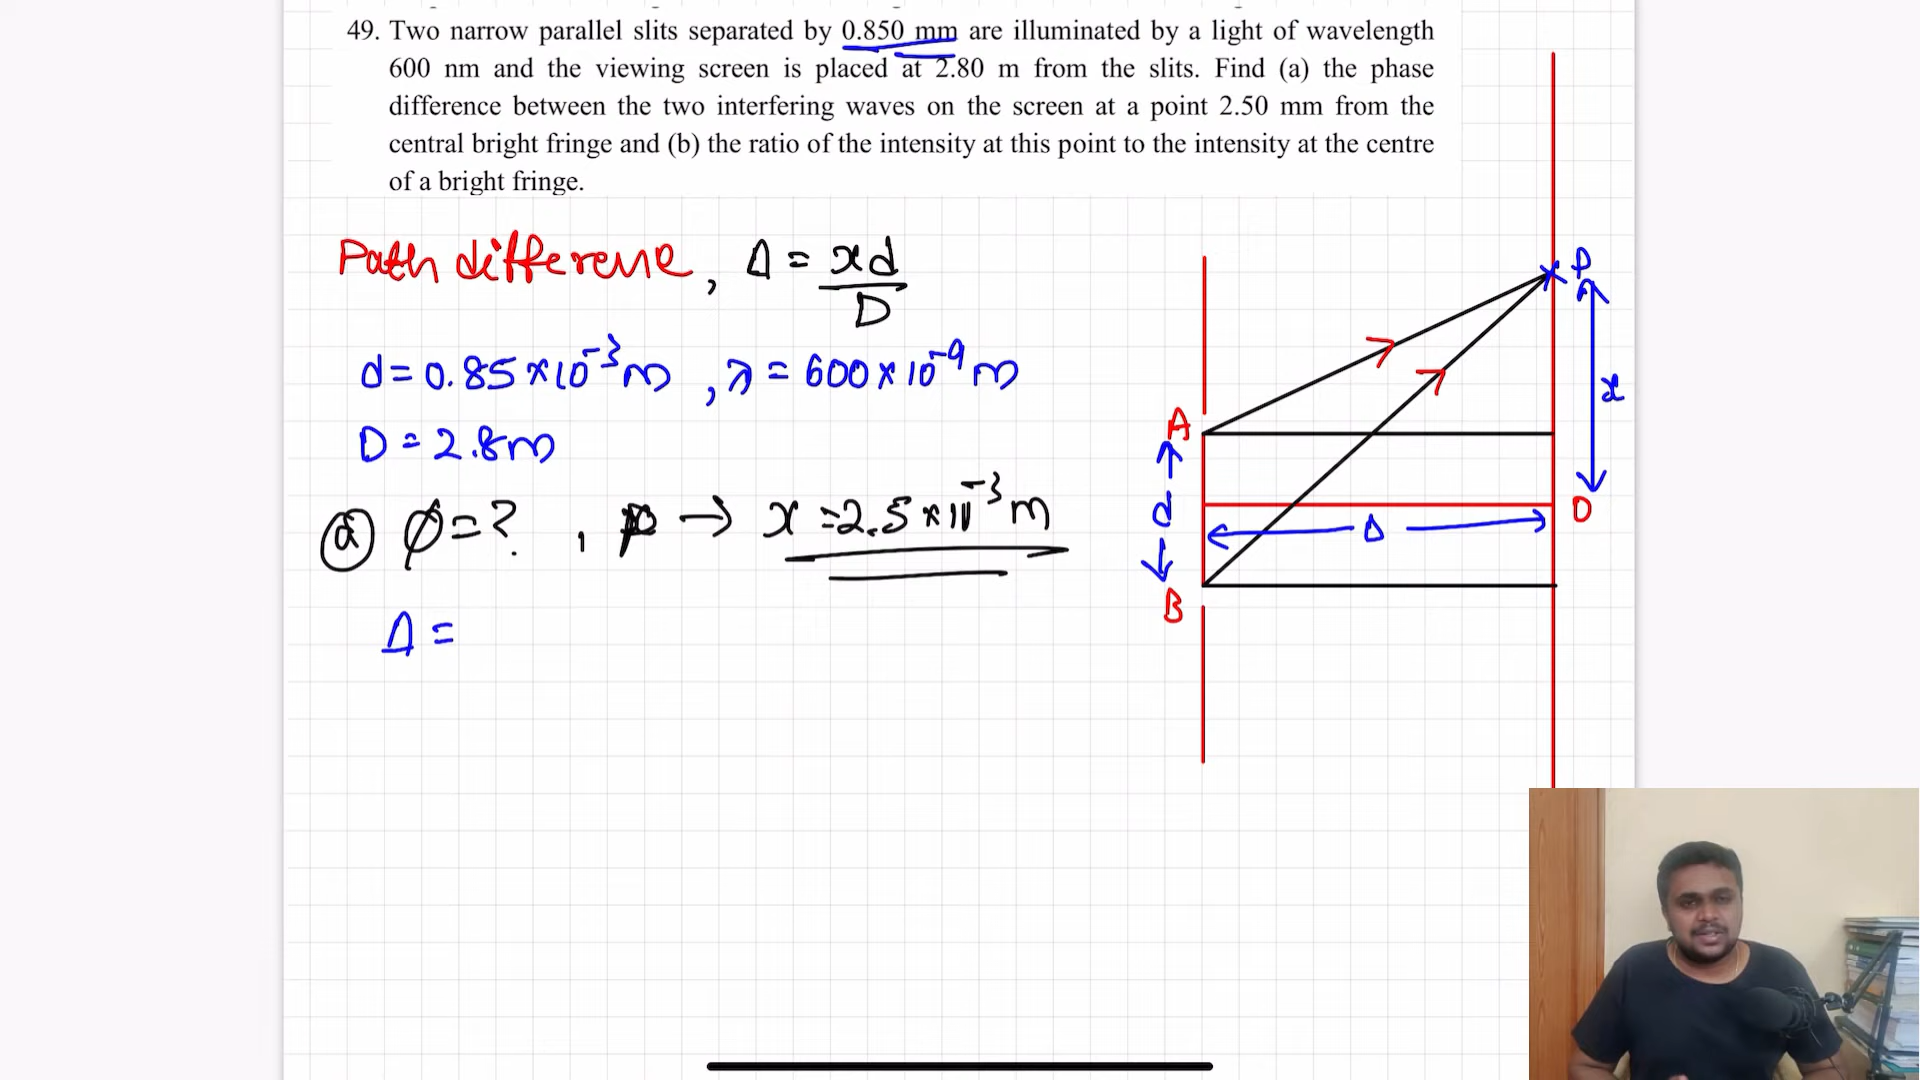 49. Two narrow parallel slits separated by 0.850 mm are illuminated by a light of wavelength
600 nm and the viewing screen is placed at 2.80 m from the slits. Find (a) the phase
difference between the two interfering waves on the screen at a point 2.50 mm from the
central bright fringe and (b) the ratio of the intensity at this point to the intensity at the centre
of a bright fringe.
Path difference, Δ = xd/D
d = 0.85 × 10⁻³ m, λ = 600 × 10⁻⁹ m
D = 2.8 m
(a) ϕ = ?, P → x = 2.5 × 10⁻³ m
Δ =
P
x
A
d
O
D
B